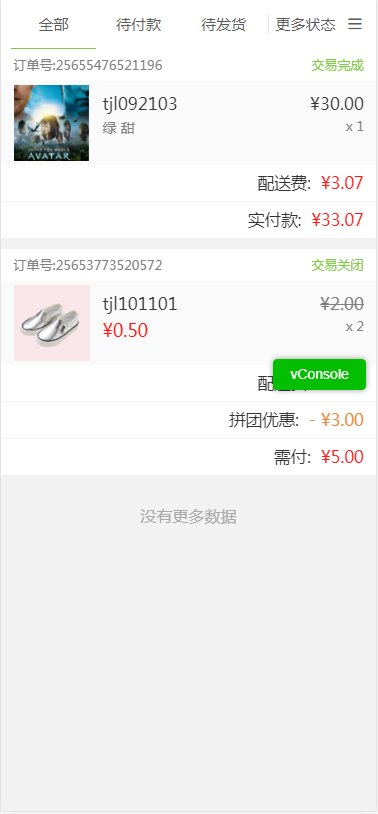 全部 待付款 待发货 更多状态
订单号:25655476521196 交易完成
tjl092103 ¥30.00
绿 甜 x 1
AVATAR
配送费: ¥3.07
实付款: ¥33.07
订单号:25653773520572 交易关闭
tjl101101 ¥2.00
¥0.50 x 2
vConsole
配
拼团优惠: - ¥3.00
需付: ¥5.00
没有更多数据